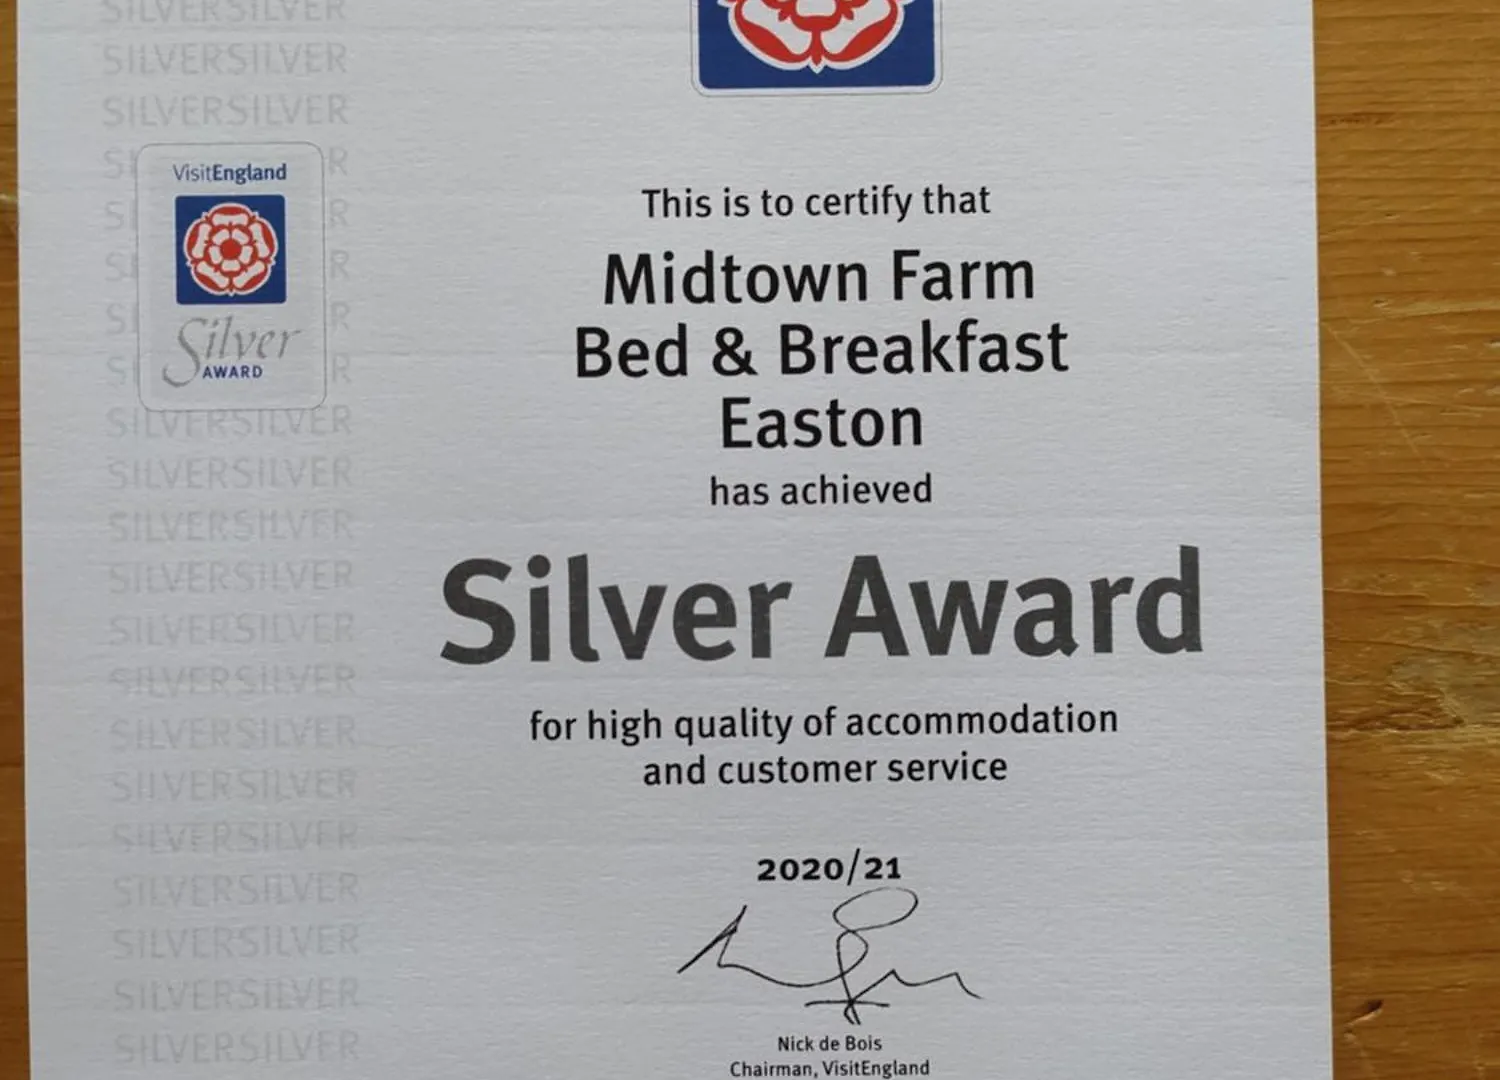 SILVERSILVER
SILVERSILVER
SILVERSILVER
VisitEngland
Silver
AWARD
This is to certify that
Midtown Farm
Bed & Breakfast
Easton
has achieved
Silver Award
for high quality of accommodation
and customer service
2020/21
Nick de Bois
Chairman, VisitEngland
SILVERSILVER
SILVERSILVER
SILVERSILVER
SILVERSILVER
SILVERSILVER
SILVERSILVER
SILVERSILVER
SILVERSILVER
SILVERSILVER
SILVERSILVER
SILVERSILVER
SILVERSILVER
SILVERSILVER